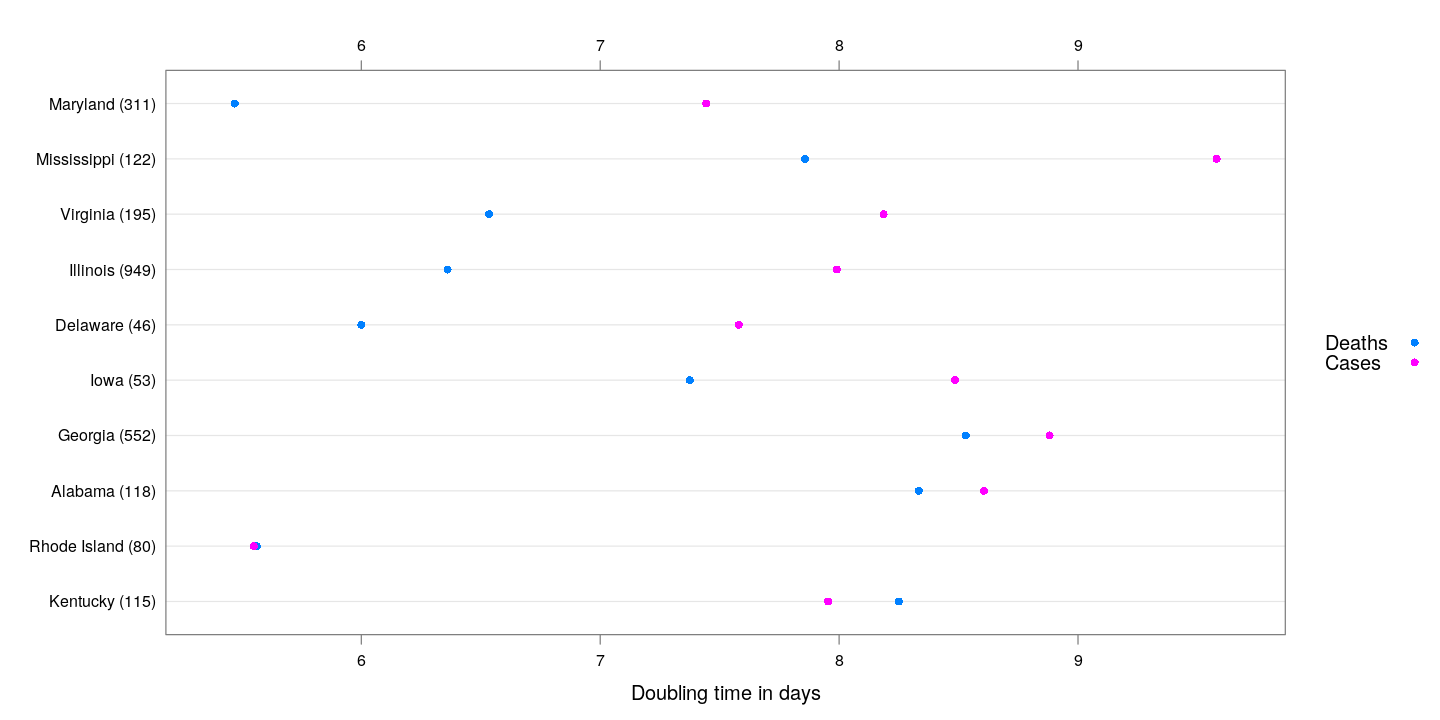 6 7 8 9
Maryland (311)
Mississippi (122)
Virginia (195)
Illinois (949)
Delaware (46)
Iowa (53)
Georgia (552)
Alabama (118)
Rhode Island (80)
Kentucky (115)
6 7 8 9
Doubling time in days
Deaths
Cases